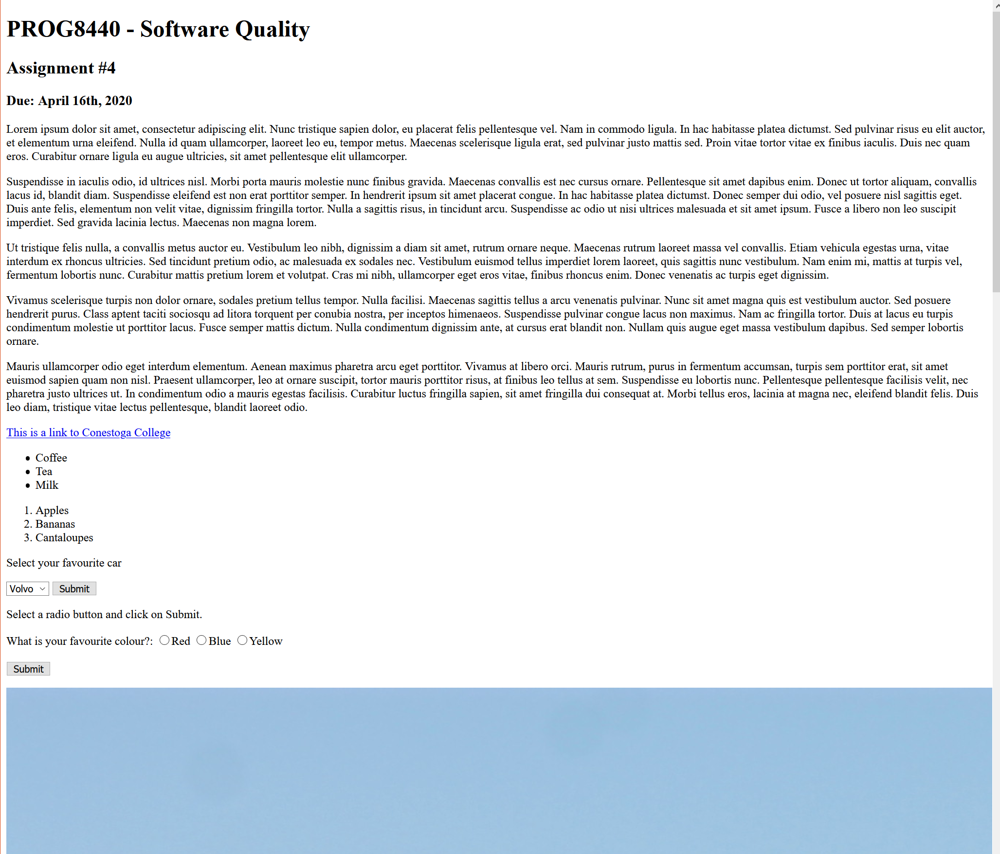 PROG8440 - Software Quality
Assignment #4
Due: April 16th, 2020
Lorem ipsum dolor sit amet, consectetur adipiscing elit. Nunc tristique sapien dolor, eu placerat felis pellentesque vel. Nam in commodo ligula. In hac habitasse platea dictumst. Sed pulvinar risus eu elit auctor,
et elementum urna eleifend. Nulla id quam ullamcorper, laoreet leo eu, tempor metus. Maecenas scelerisque ligula erat, sed pulvinar justo mattis sed. Proin vitae tortor vitae ex finibus iaculis. Duis nec quam
eros. Curabitur ornare ligula eu augue ultricies, sit amet pellentesque elit ullamcorper.
Suspendisse in iaculis odio, id ultrices nisl. Morbi porta mauris molestie nunc finibus gravida. Maecenas convallis est nec cursus ornare. Pellentesque sit amet dapibus enim. Donec ut tortor aliquam, convallis
lacus id, blandit diam. Suspendisse eleifend est non erat porttitor semper. In hendrerit ipsum sit amet placerat congue. In hac habitasse platea dictumst. Donec semper dui odio, vel posuere nisl sagittis eget.
Duis ante felis, elementum non velit vitae, dignissim fringilla tortor. Nulla a sagittis risus, in tincidunt arcu. Suspendisse ac odio ut nisi ultrices malesuada et sit amet ipsum. Fusce a libero non leo suscipit
imperdiet. Sed gravida lacinia lectus. Maecenas non magna lorem.
Ut tristique felis nulla, a convallis metus auctor eu. Vestibulum leo nibh, dignissim a diam sit amet, rutrum ornare neque. Maecenas rutrum laoreet massa vel convallis. Etiam vehicula egestas urna, vitae
interdum ex rhoncus ultricies. Sed tincidunt pretium odio, ac malesuada ex sodales nec. Vestibulum euismod tellus imperdiet lorem laoreet, quis sagittis nunc vestibulum. Nam enim mi, mattis at turpis vel,
fermentum lobortis nunc. Curabitur mattis pretium lorem et volutpat. Cras mi nibh, ullamcorper eget eros vitae, finibus rhoncus enim. Donec venenatis ac turpis eget dignissim.
Vivamus scelerisque turpis non dolor ornare, sodales pretium tellus tempor. Nulla facilisi. Maecenas sagittis tellus a arcu venenatis pulvinar. Nunc sit amet magna quis est vestibulum auctor. Sed posuere
hendrerit purus. Class aptent taciti sociosqu ad litora torquent per conubia nostra, per inceptos himenaeos. Suspendisse pulvinar congue lacus non maximus. Nam ac fringilla tortor. Duis at lacus eu turpis
condimentum molestie ut porttitor lacus. Fusce semper mattis dictum. Nulla condimentum dignissim ante, at cursus erat blandit non. Nullam quis augue eget massa vestibulum dapibus. Sed semper lobortis
ornare.
Mauris ullamcorper odio eget interdum elementum. Aenean maximus pharetra arcu eget porttitor. Vivamus at libero orci. Mauris rutrum, purus in fermentum accumsan, turpis sem porttitor erat, sit amet
euismod sapien quam non nisl. Praesent ullamcorper, leo at ornare suscipit, tortor mauris porttitor risus, at finibus leo tellus at sem. Suspendisse eu lobortis nunc. Pellentesque pellentesque facilisis velit, nec
pharetra justo ultrices ut. In condimentum odio a mauris egestas facilisis. Curabitur luctus fringilla sapien, sit amet fringilla dui consequat at. Morbi tellus eros, lacinia at magna nec, eleifend blandit felis. Duis
leo diam, tristique vitae lectus pellentesque, blandit laoreet odio.
This is a link to Conestoga College
• Coffee
• Tea
• Milk
1. Apples
2. Bananas
3. Cantaloupes
Select your favourite car
Volvo Submit
Select a radio button and click on Submit.
What is your favourite colour?: Red Blue Yellow
Submit